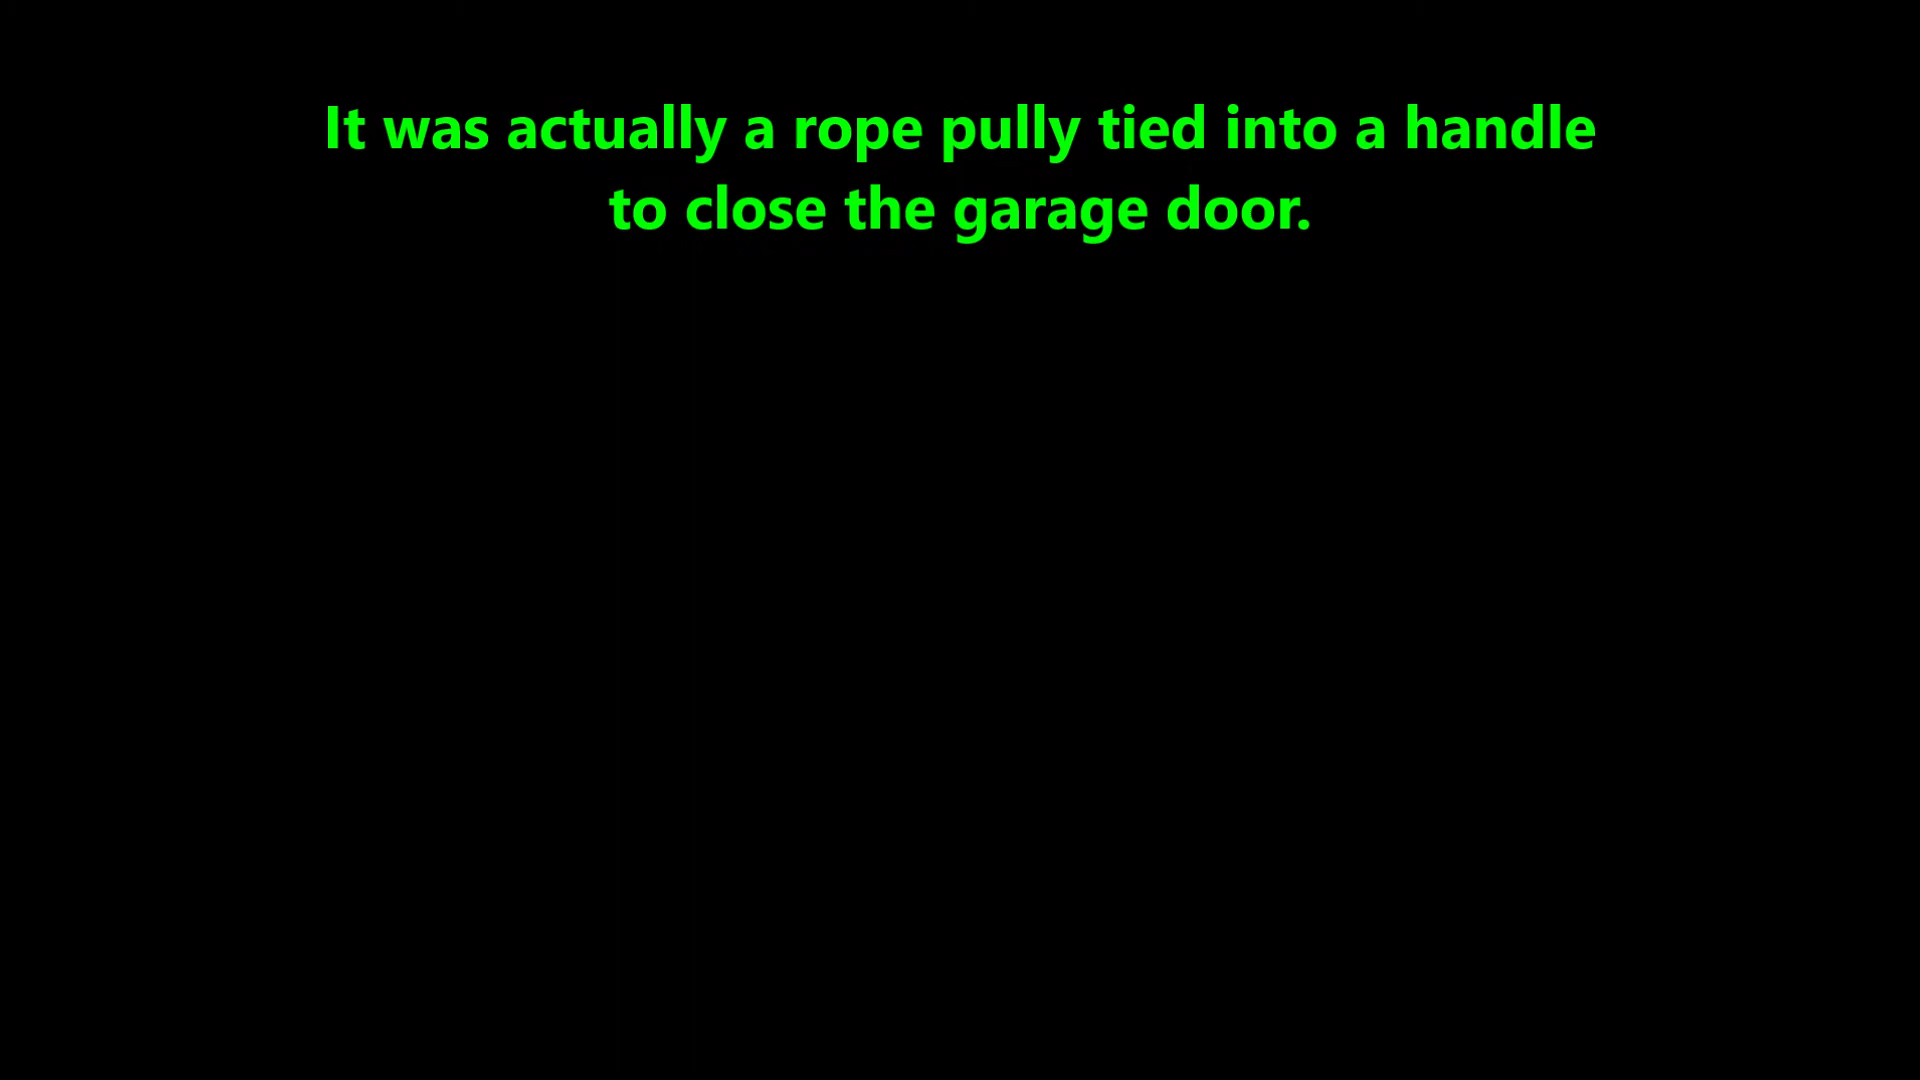 It was actually a rope pully tied into a handle
to close the garage door.